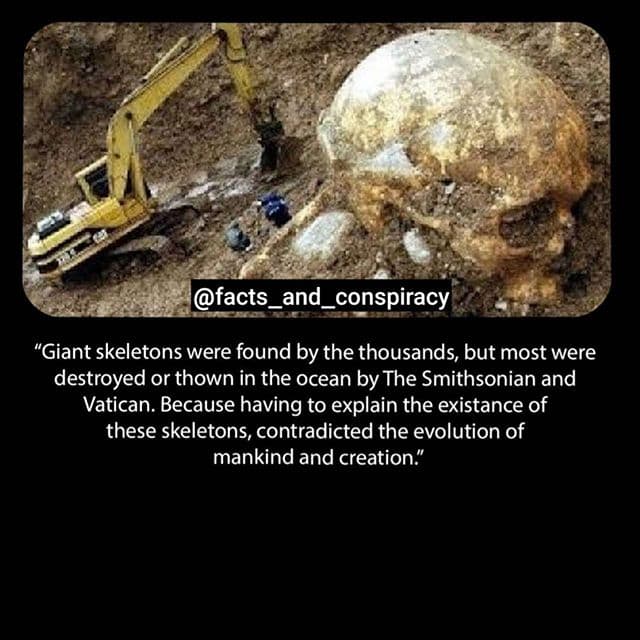 @facts_and_conspiracy
“Giant skeletons were found by the thousands, but most were
destroyed or thown in the ocean by The Smithsonian and
Vatican. Because having to explain the existance of
these skeletons, contradicted the evolution of
mankind and creation.”